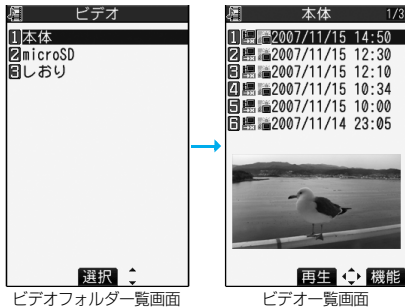 ビデオ
1本体
2microSD
3しおり
選択
ビデオフォルダ一覧画面
本体 1/3
1 2007/11/15 14:50
2 2007/11/15 12:30
3 2007/11/15 12:10
4 2007/11/15 10:34
5 2007/11/15 10:00
6 2007/11/14 23:05
再生 機能
ビデオ一覧画面